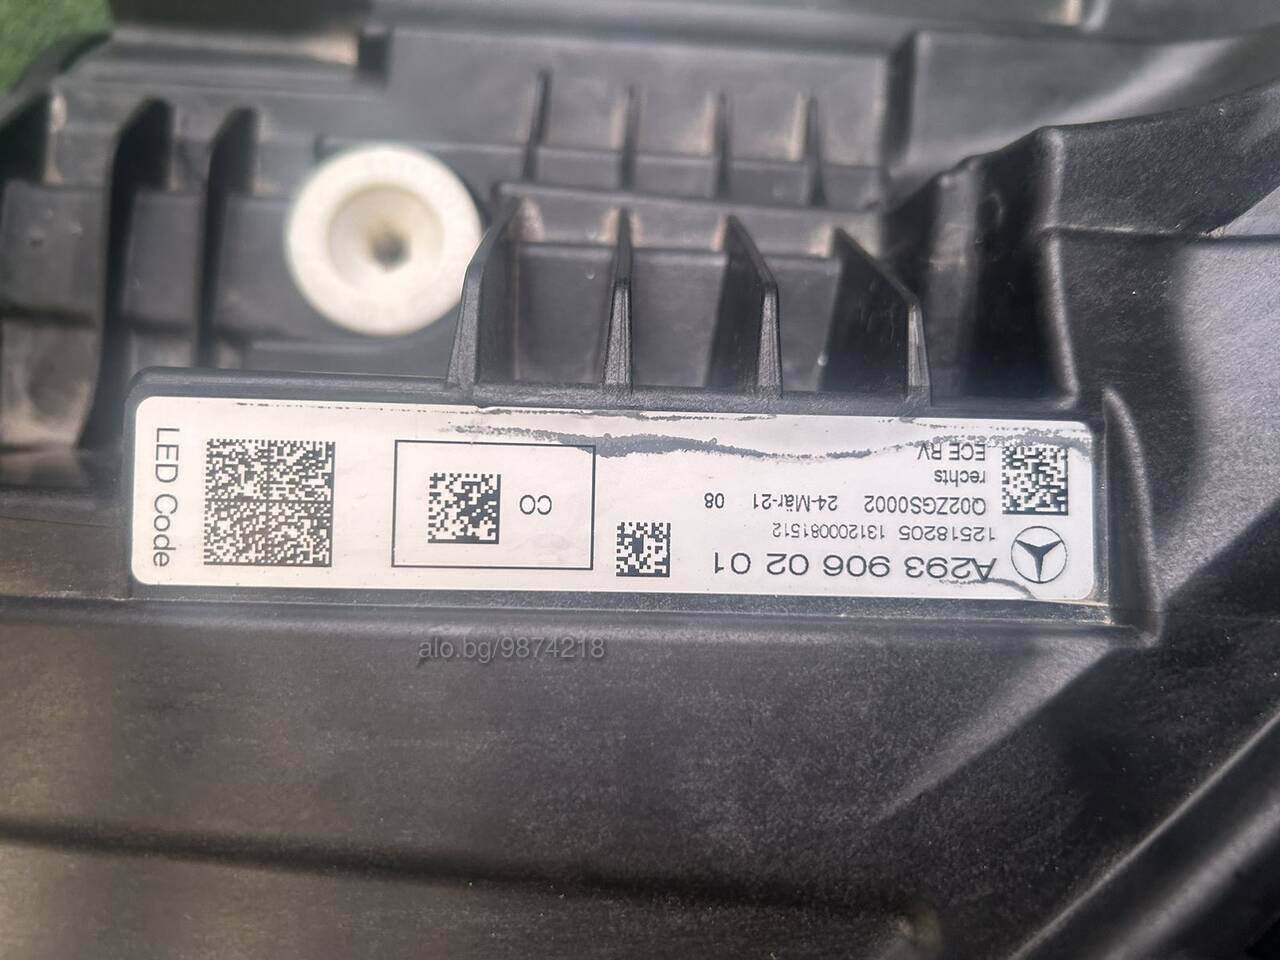 A293 906 02 01
12518205 131200081512
Q02ZGS0002 24-Mär-21 08
rechts
ECE RV
CO
LED Code
alo.bg/9874218